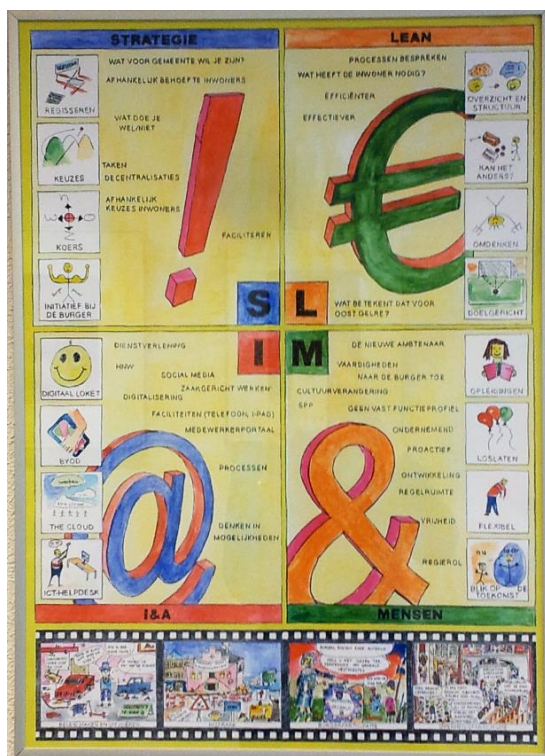 STRATEGIE
WAT VOOR GEMEENTE WIL JE ZIJN?
AFHANKELIJK BEHOEFTE INWONERS
WAT DOE JE
WEL/NIET
TAKEN
DECENTRALISATIES
AFHANKELIJK
KEUZES INWONERS
FACILITEREN
REGISSEREN
KEUZES
KOERS
INITIATIEF BIJ
DE BURGER
!
S
LEAN
PROCESSEN BESPREKEN
WAT HEEFT DE INWONER NODIG?
EFFICIËNTER
EFFECTIEVER
€
OVERZICHT EN
STRUCTUUR
KAN HET
ANDERS?
OMDENKEN
DOELGERICHT
L
WAT BETEKENT DAT VOOR
OOST GELRE?
I
DIENSTVERLENING
HNW
SOCIAL MEDIA
ZAAKGERICHT WERKEN
DIGITALISERING
FACILITEITEN (TELEFOON, I-PAD)
MEDEWERKERPORTAAL
PROCESSEN
DENKEN IN
MOGELIJKHEDEN
DIGITAAL LOKET
BYOD
THE CLOUD
ICT-HELPDESK
@
I&A
M
DE NIEUWE AMBTENAAR
VAARDIGHEDEN
NAAR DE BURGER TOE
CULTUURVERANDERING
SPP
GEEN VAST FUNCTIEPROFIEL
ONDERNEMEND
PROACTIEF
ONTWIKKELING
REGELRUIMTE
VRIJHEID
REGIEROL
&
OPLEIDINGEN
LOSLATEN
FLEXIBEL
NU
BLIK OP DE
TOEKOMST
MENSEN